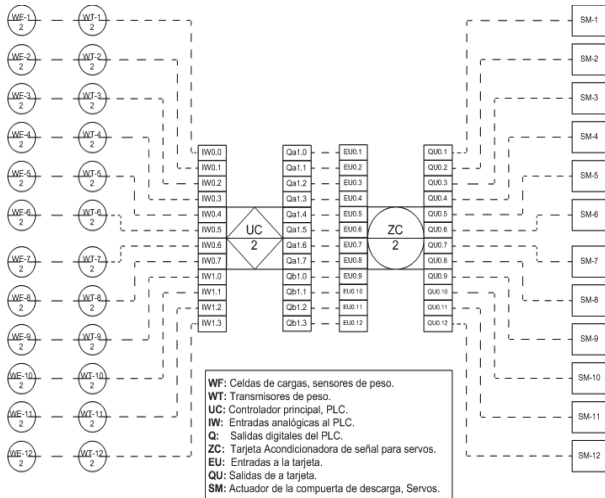 WE-1
2
WE-2
2
WE-3
2
WE-4
2
WE-5
2
WE-6
2
WE-7
2
WE-8
2
WE-9
2
WE-10
2
WE-11
2
WE-12
2
WT-1
2
WT-2
2
WT-3
2
WT-4
2
WT-5
2
WT-6
2
WT-7
2
WT-8
2
WT-9
2
WT-10
2
WT-11
2
WT-12
2
IW0.0
IW0.1
IW0.2
IW0.3
IW0.4
IW0.5
IW0.6
IW0.7
IW1.0
IW1.1
IW1.2
IW1.3
UC
2
Qa1.0
Qa1.1
Qa1.2
Qa1.3
Qa1.4
Qa1.5
Qa1.6
Qa1.7
Qb1.0
Qb1.1
Qb1.2
Qb1.3
EU0.1
EU0.2
EU0.3
EU0.4
EU0.5
EU0.6
EU0.7
EU0.8
EU0.9
EU0.10
EU0.11
EU0.12
ZC
2
QU0.1
QU0.2
QU0.3
QU0.4
QU0.5
QU0.6
QU0.7
QU0.8
QU0.9
QU0.10
QU0.11
QU0.12
SM-1
SM-2
SM-3
SM-4
SM-5
SM-6
SM-7
SM-8
SM-9
SM-10
SM-11
SM-12
WF: Celdas de cargas, sensores de peso.
WT: Transmisores de peso.
UC: Controlador principal, PLC.
IW: Entradas analógicas al PLC.
Q: Salidas digitales del PLC.
ZC: Tarjeta Acondicionadora de señal para servos.
EU: Entradas a la tarjeta.
QU: Salidas de a tarjeta.
SM: Actuador de la compuerta de descarga, Servos.